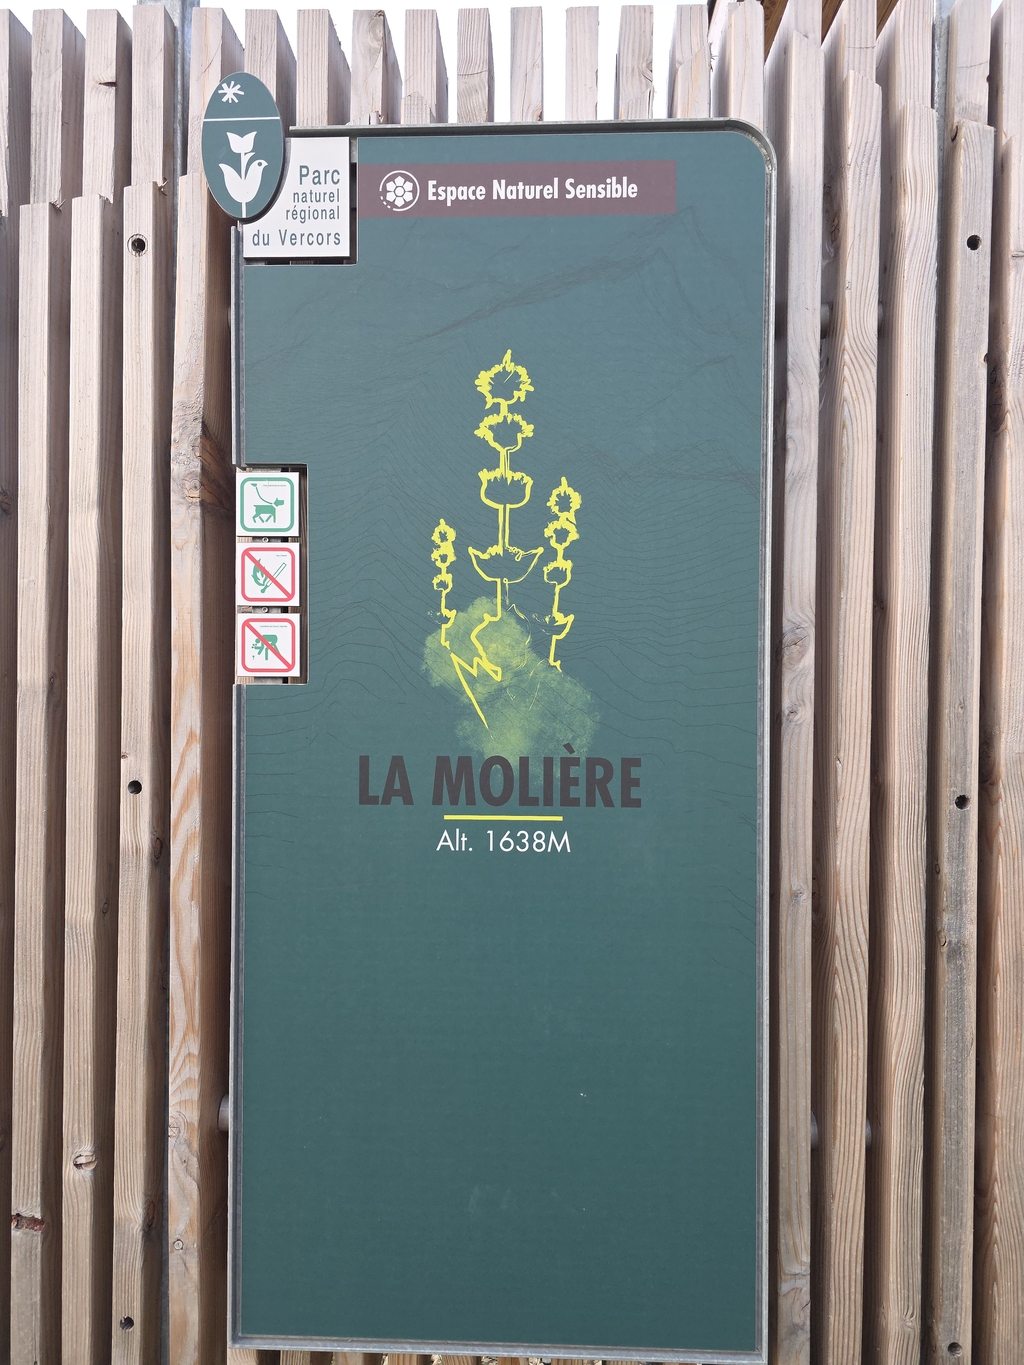 Parc
naturel
régional
du Vercors
Espace Naturel Sensible
LA MOLIÈRE
Alt. 1638M